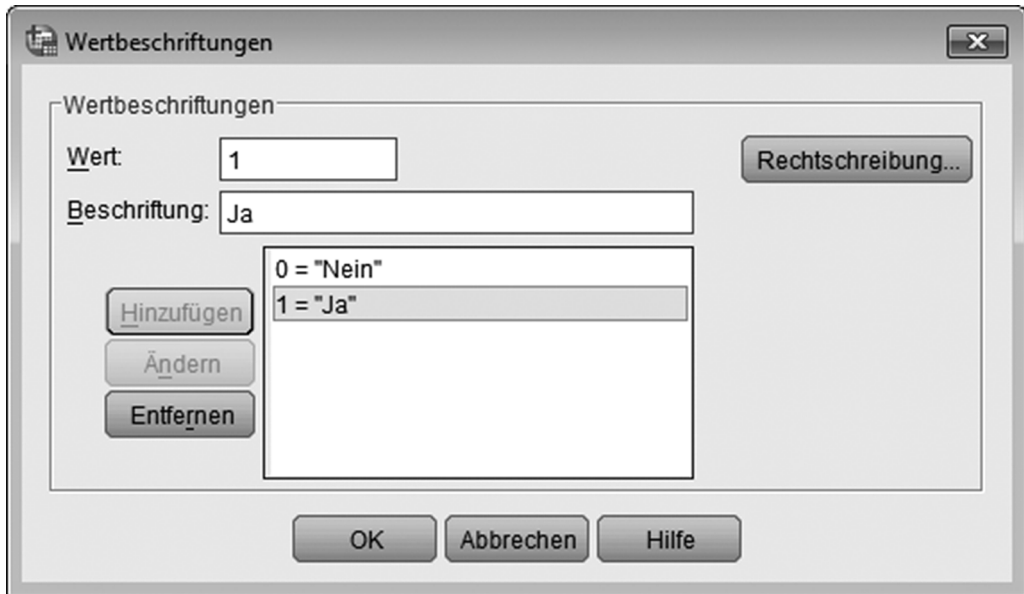 Wertbeschriftungen
Wertbeschriftungen
Wert: 1
Rechtschreibung...
Beschriftung: Ja
0 = "Nein"
1 = "Ja"
Hinzufügen
Ändern
Entfernen
OK Abbrechen Hilfe